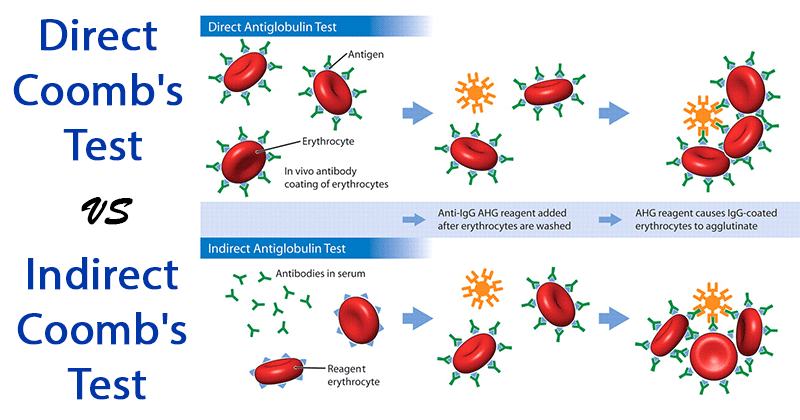 Direct
Coomb's
Test
vs
Indirect
Coomb's
Test
Direct Antiglobulin Test
Antigen
Erythrocyte
In vivo antibody
coating of erythrocytes
Anti-IgG AHG reagent added
after erythrocytes are washed
AHG reagent causes IgG-coated
erythrocytes to agglutinate
Indirect Antiglobulin Test
Antibodies in serum
Reagent
erythrocyte